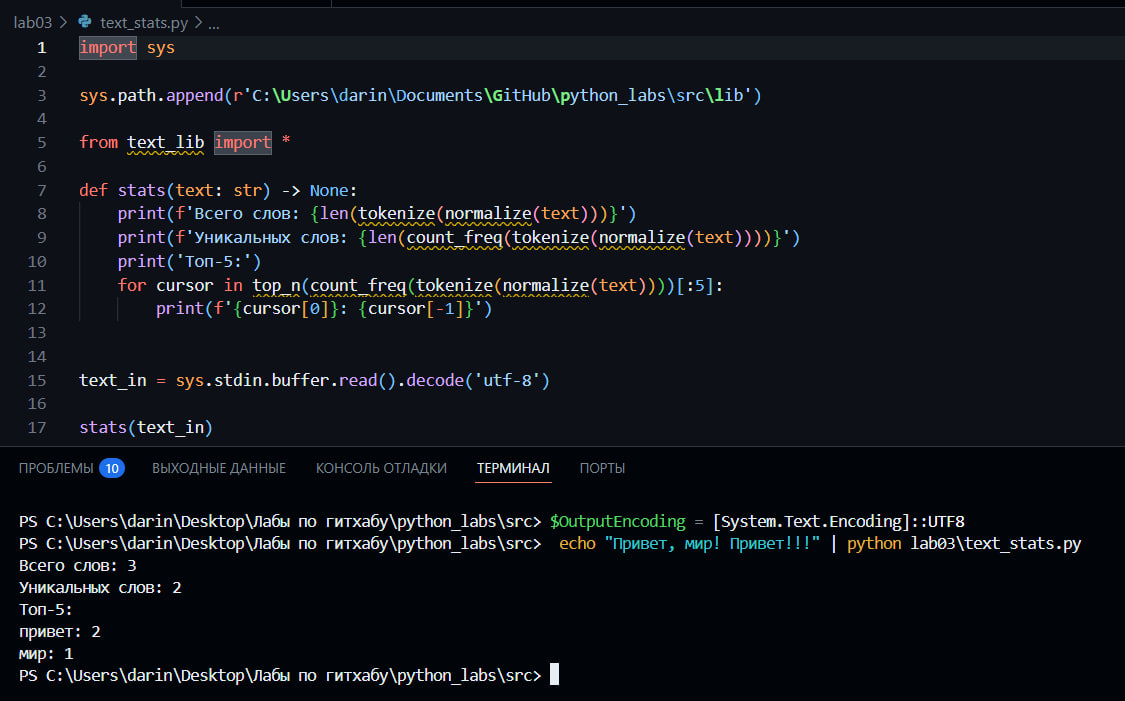 lab03 > text_stats.py > ...
1 import sys
2
3 sys.path.append(r'C:\Users\darin\Documents\GitHub\python_labs\src\lib')
4
5 from text_lib import *
6
7 def stats(text: str) -> None:
8     print(f'Всего слов: {len(tokenize(normalize(text)))}')
9     print(f'Уникальных слов: {len(count_freq(tokenize(normalize(text))))}')
10     print('Топ-5:')
11     for cursor in top_n(count_freq(tokenize(normalize(text))))[:5]:
12         print(f'{cursor[0]}: {cursor[-1]}')
13
14
15 text_in = sys.stdin.buffer.read().decode('utf-8')
16
17 stats(text_in)
ПРОБЛЕМЫ 10 ВЫХОДНЫЕ ДАННЫЕ КОНСОЛЬ ОТЛАДКИ ТЕРМИНАЛ ПОРТЫ
PS C:\Users\darin\Desktop\Лабы по гитхабу\python_labs\src> $OutputEncoding = [System.Text.Encoding]::UTF8
PS C:\Users\darin\Desktop\Лабы по гитхабу\python_labs\src>  echo "Привет, мир! Привет!!!" | python lab03\text_stats.py
Всего слов: 3
Уникальных слов: 2
Топ-5:
привет: 2
мир: 1
PS C:\Users\darin\Desktop\Лабы по гитхабу\python_labs\src>